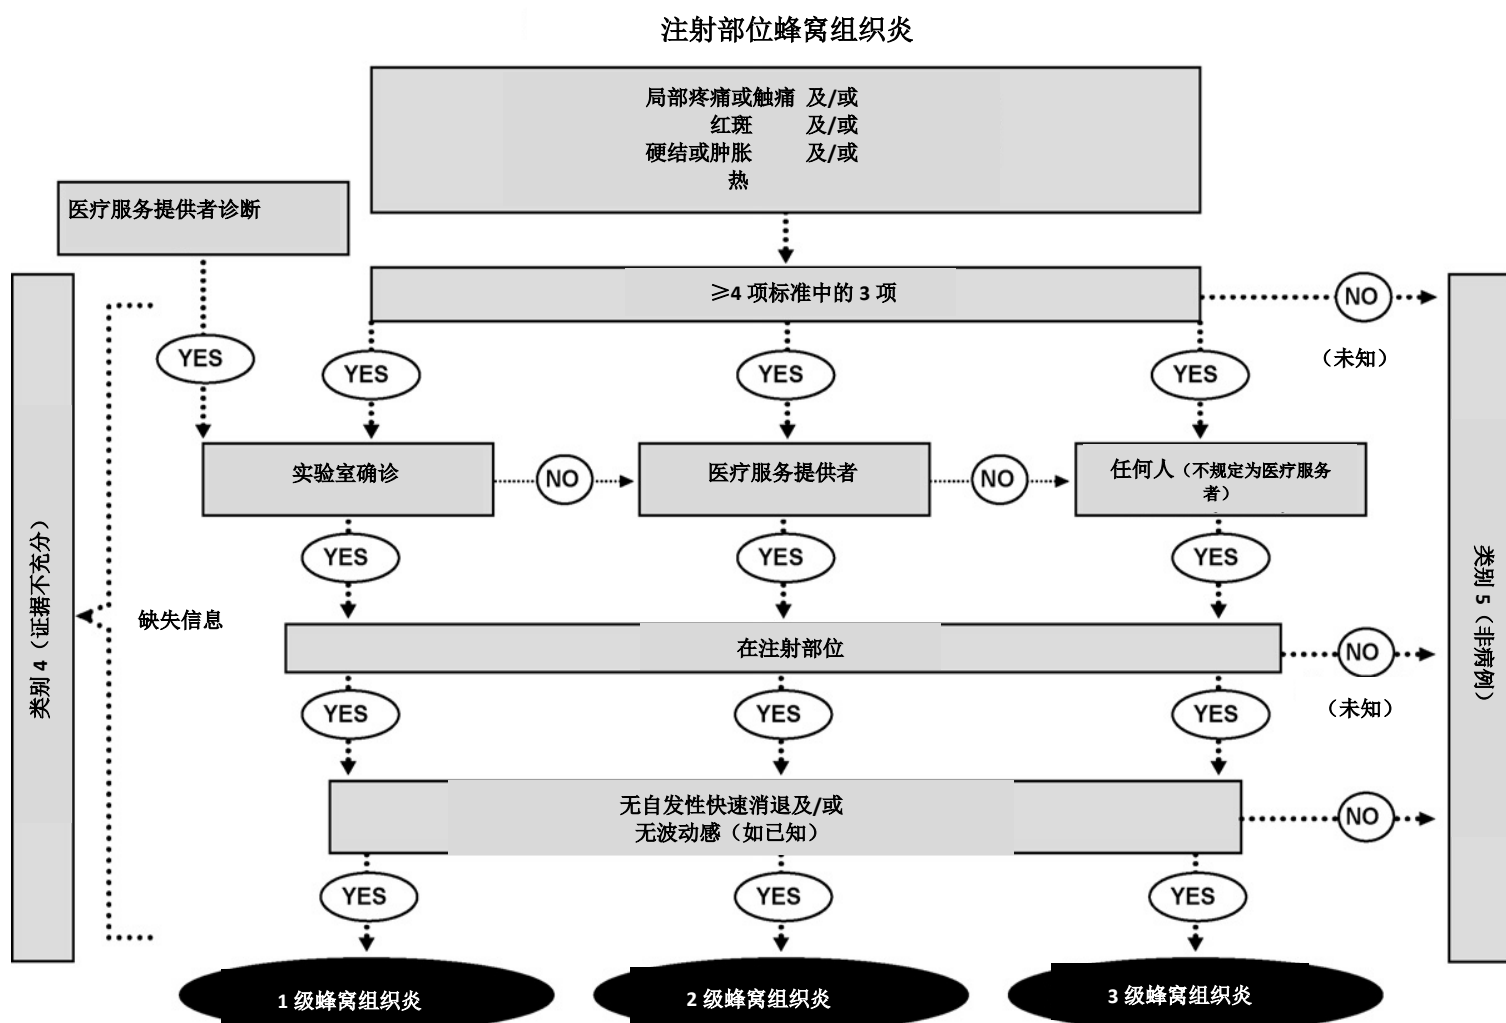 注射部位蜂窝组织炎
局部疼痛或触痛 及/或
红斑 及/或
硬结或肿胀 及/或
热
医疗服务提供者诊断
≥4 项标准中的 3 项
NO
（未知）
YES
YES
YES
YES
实验室确诊
NO
医疗服务提供者
NO
任何人（不规定为医疗服务
者）
YES
YES
YES
类别 4（证据不充分）
缺失信息
类别 5（非病例）
在注射部位
NO
（未知）
YES
YES
YES
无自发性快速消退及/或
无波动感（如已知）
NO
YES
YES
YES
1 级蜂窝组织炎
2 级蜂窝组织炎
3 级蜂窝组织炎